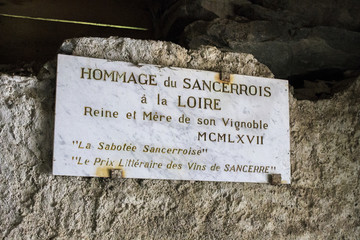 HOMMAGE du SANCERROIS
á la LOIRE
Reine et Mère de son Vignoble
MCMLXVII
"La Sabotée Sancerroise"
"Le Prix Littéraire des Vins de SANCERRE"